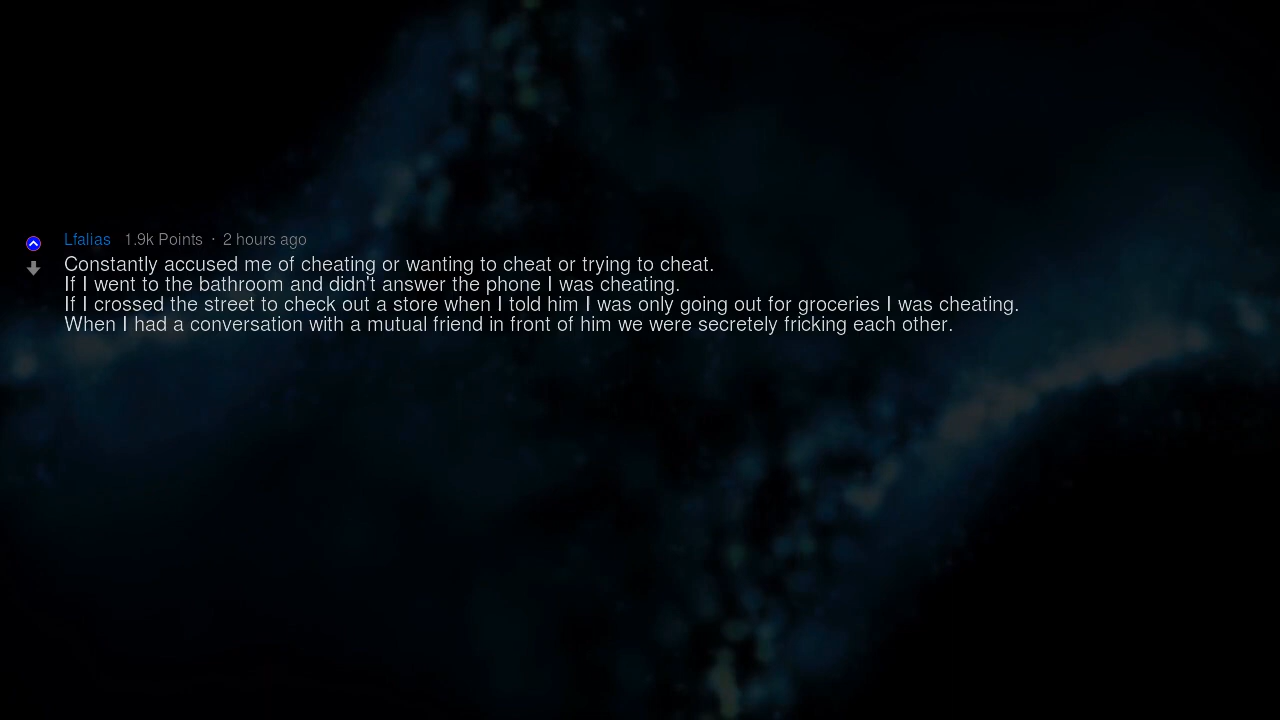 Lfalias 1.9k Points · 2 hours ago
Constantly accused me of cheating or wanting to cheat or trying to cheat.
If I went to the bathroom and didn't answer the phone I was cheating.
If I crossed the street to check out a store when I told him I was only going out for groceries I was cheating.
When I had a conversation with a mutual friend in front of him we were secretely fricking each other.